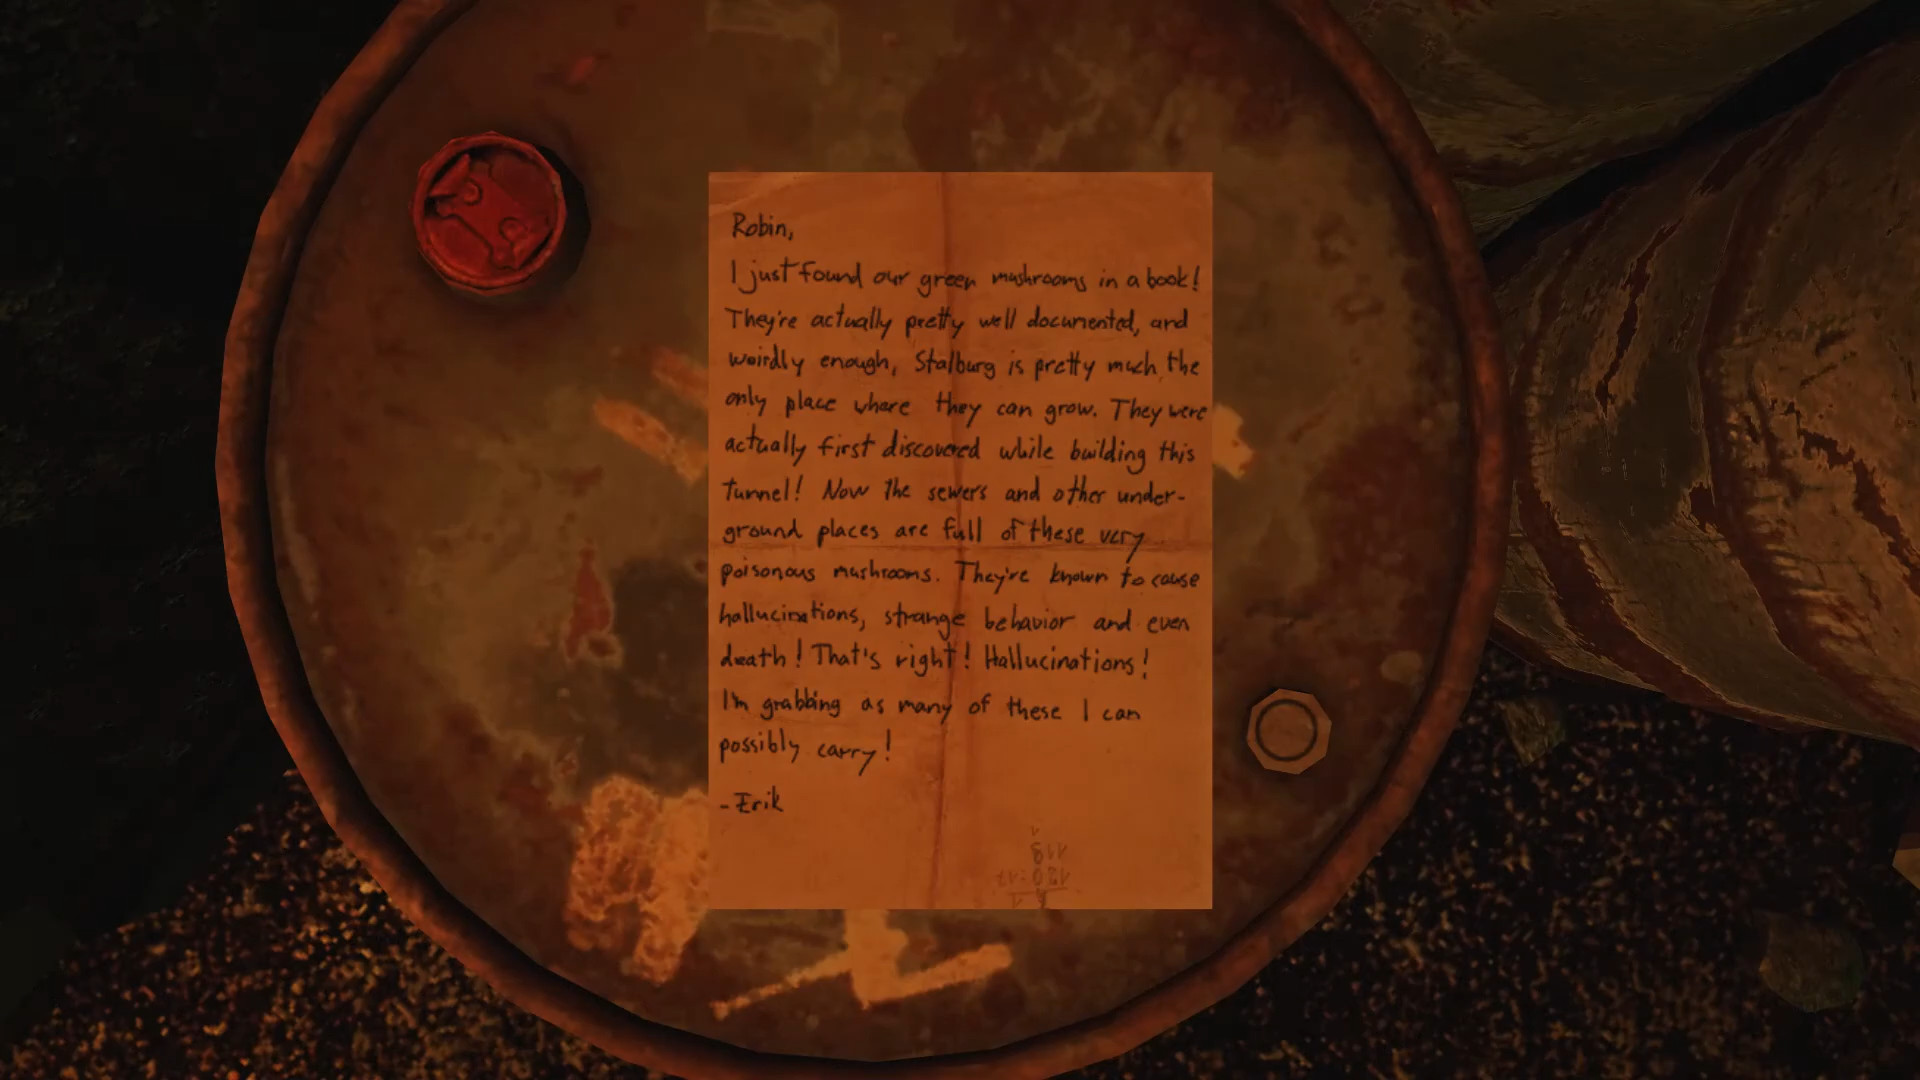 Robin,
I just found our green mushrooms in a book!
They're actually pretty well documented, and
weirdly enough, Stalburg is pretty much the
only place where they can grow. They were
actually first discovered while building this
tunnel! Now the sewers and other under-
ground places are full of these very
poisonous mushrooms. They're known to cause
hallucinations, strange behavior and even
death! That's right! Hallucinations!
I'm grabbing as many of these I can
possibly carry!
- Erik